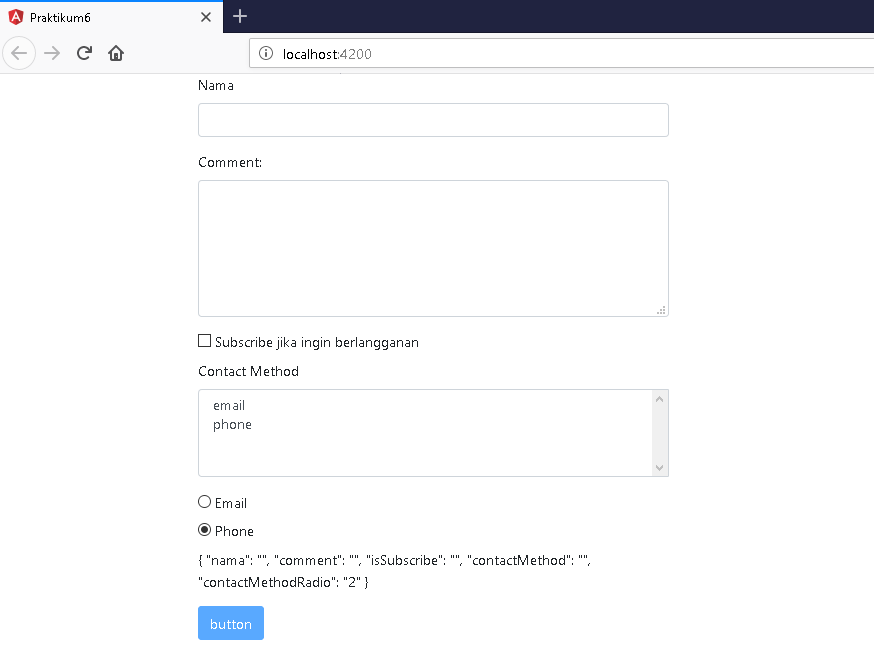 Praktikum6
localhost:4200
Nama
Comment:
Subscribe jika ingin berlangganan
Contact Method
email
phone
Email
Phone
{ "nama": "", "comment": "", "isSubscribe": "", "contactMethod": "",
"contactMethodRadio": "2" }
button